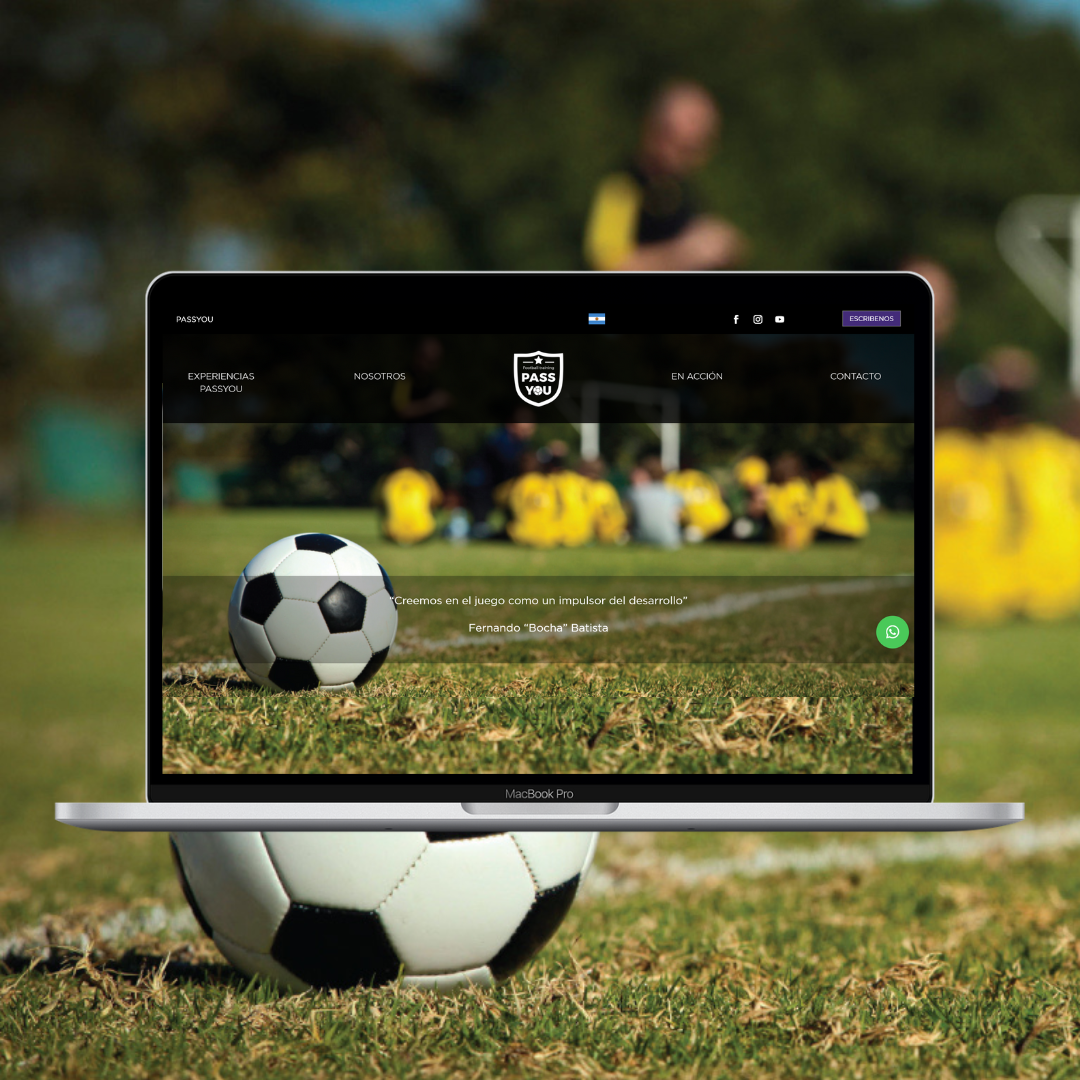 PASSYOU
ESCRIBENOS
EXPERIENCIAS
PASSYOU
NOSOTROS
Football training
PASS
YOU
EN ACCIÓN
CONTACTO
“Creemos en el juego como un impulsor del desarrollo”
Fernando “Bocha” Batista
MacBook Pro